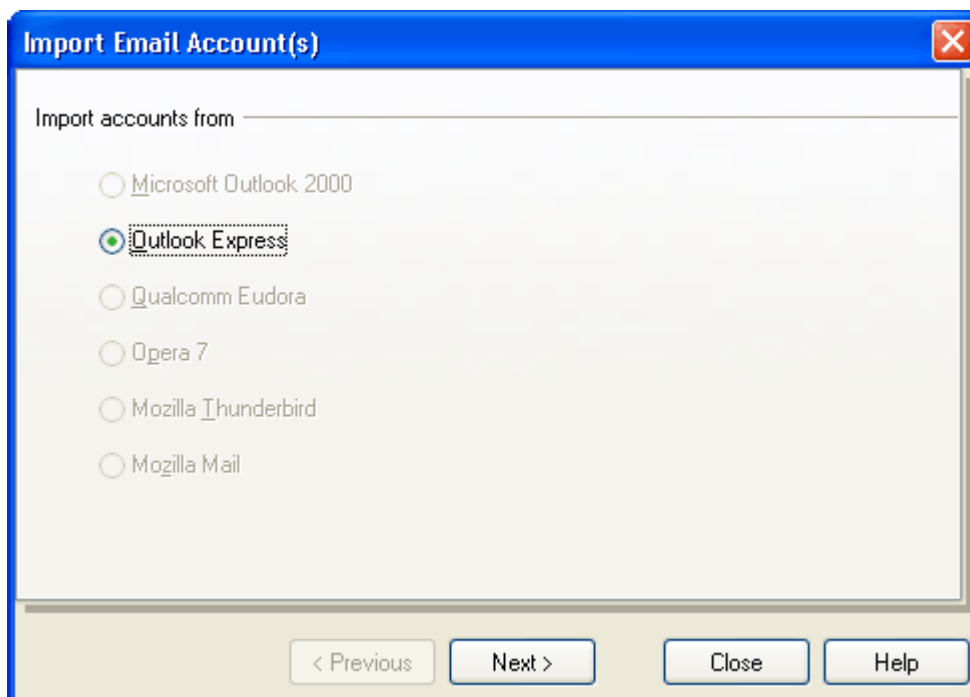 Import Email Account(s)
Import accounts from
Microsoft Outlook 2000
Outlook Express
Qualcomm Eudora
Opera 7
Mozilla Thunderbird
Mozilla Mail
< Previous Next > Close Help